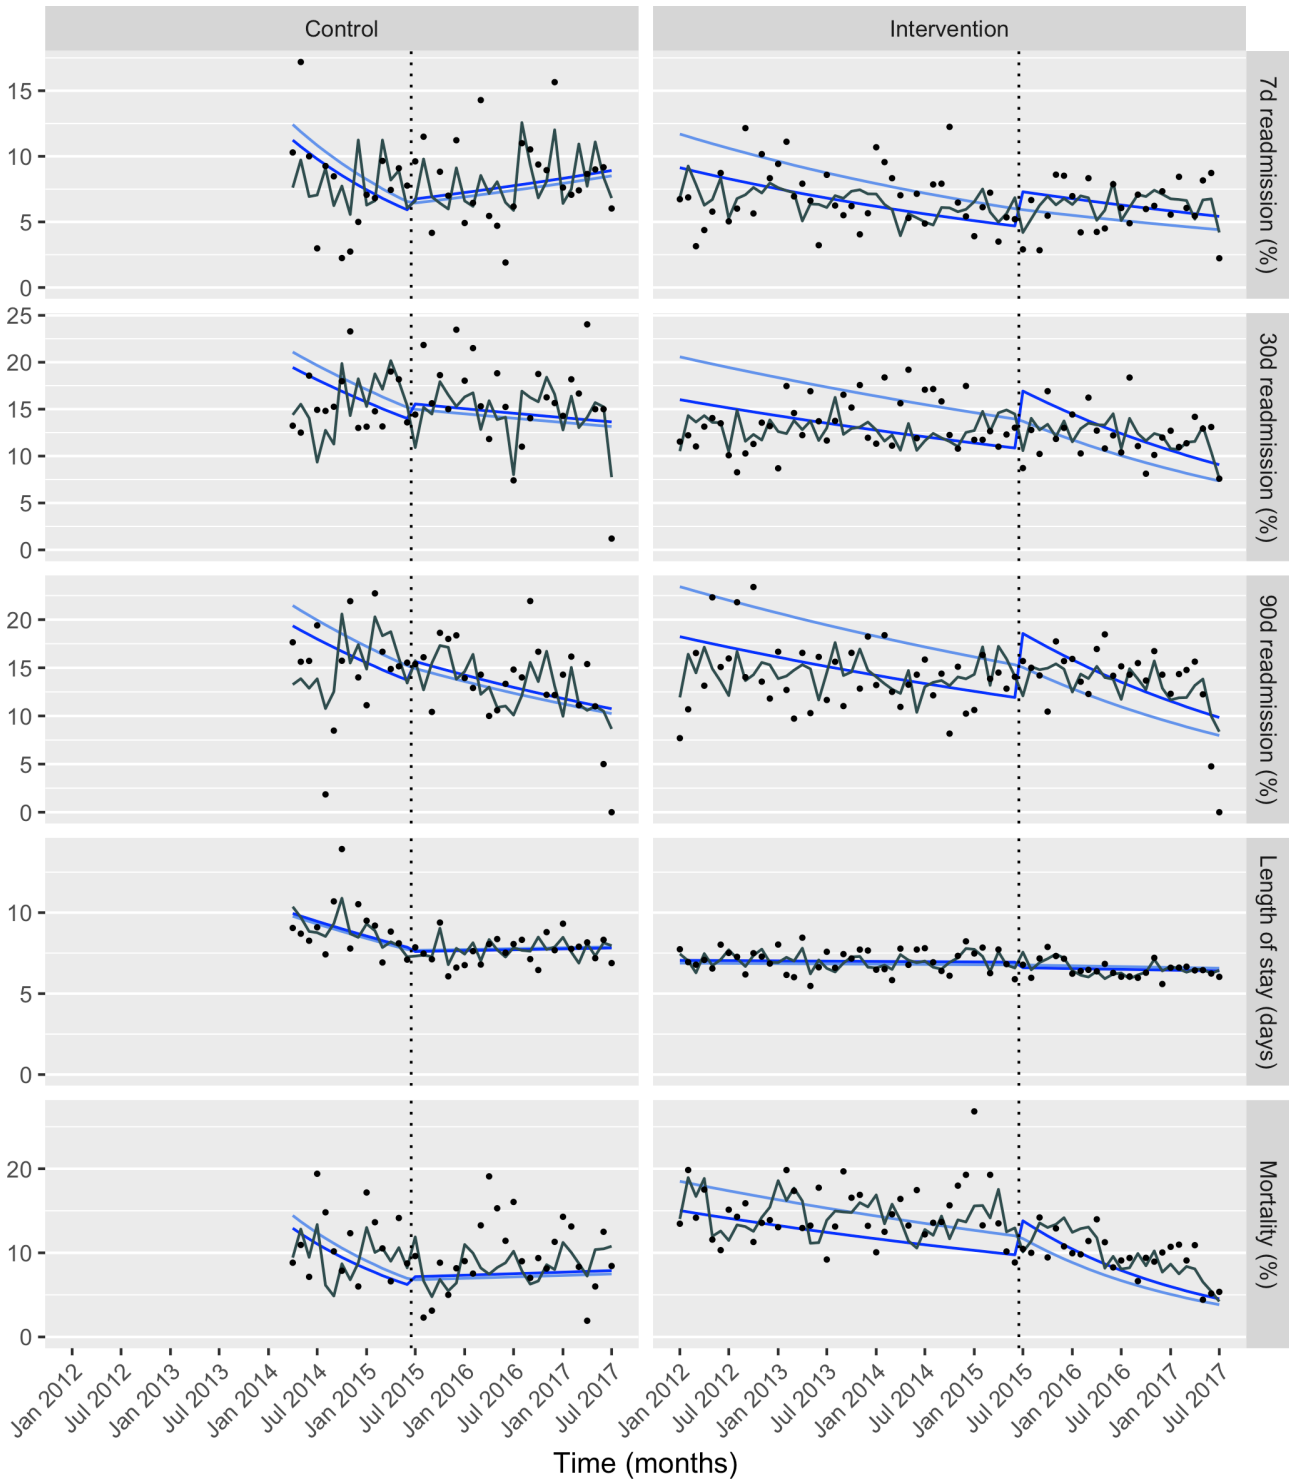 Control
Intervention
15
10
5
0
7d readmission (%)
25
20
15
10
5
0
30d readmission (%)
20
15
10
5
0
90d readmission (%)
10
5
0
Length of stay (days)
20
10
0
Mortality (%)
Jan 2012
Jul 2012
Jan 2013
Jul 2013
Jan 2014
Jul 2014
Jan 2015
Jul 2015
Jan 2016
Jul 2016
Jan 2017
Jul 2017
Jan 2012
Jul 2012
Jan 2013
Jul 2013
Jan 2014
Jul 2014
Jan 2015
Jul 2015
Jan 2016
Jul 2016
Jan 2017
Jul 2017
Time (months)